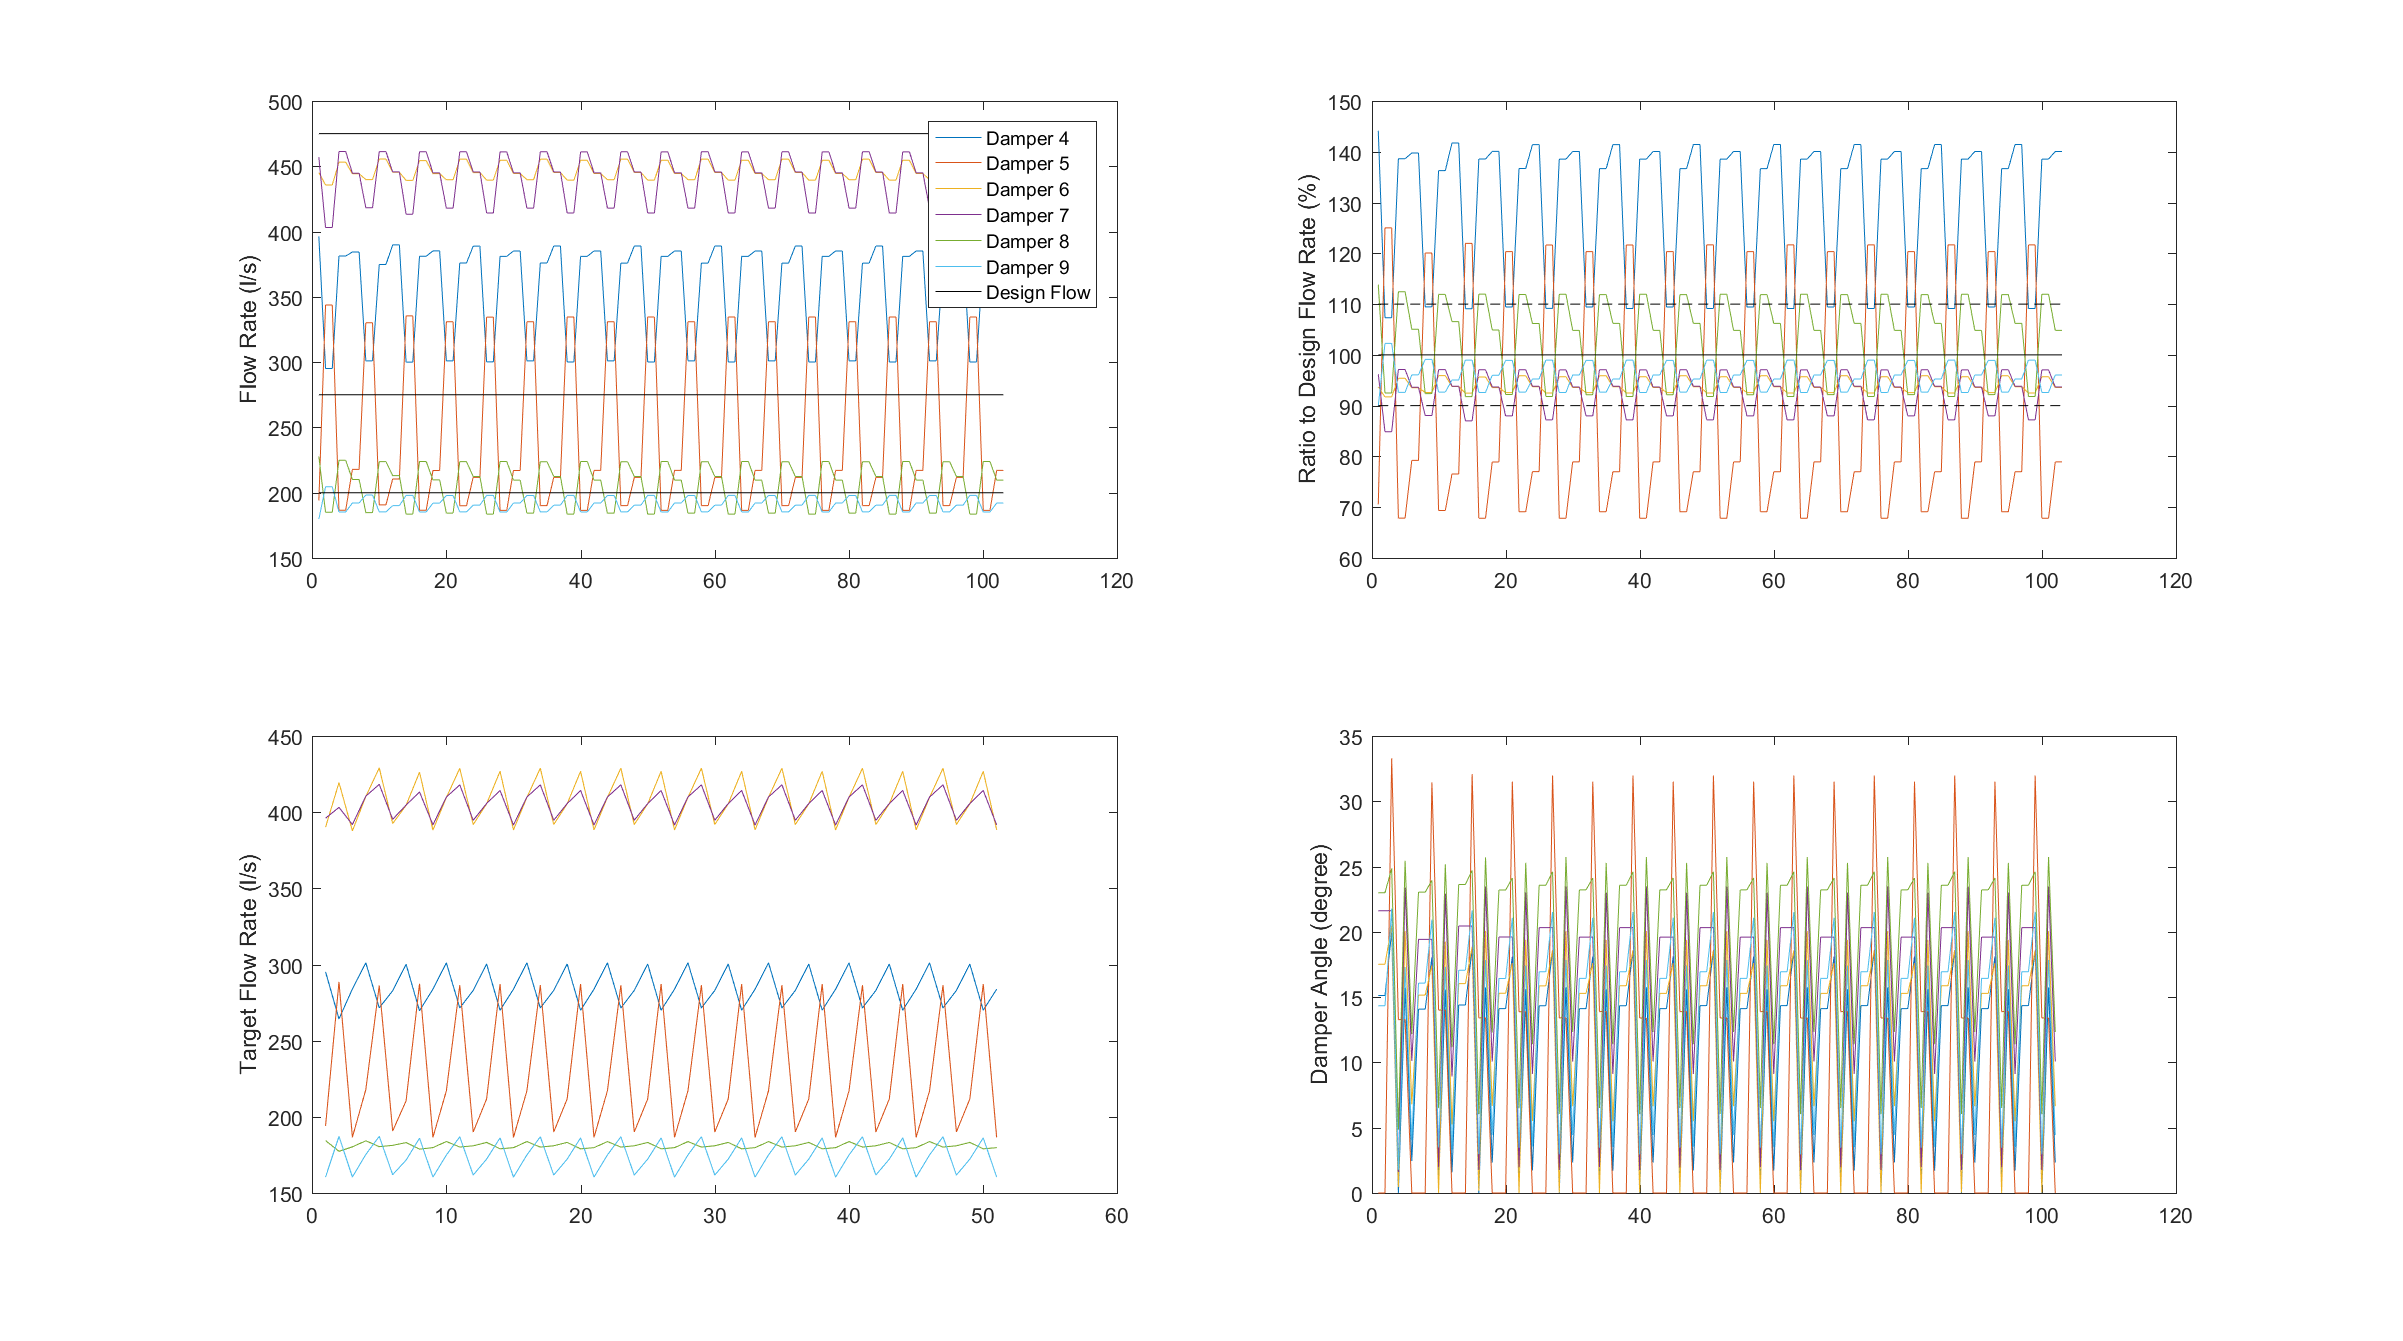 Flow Rate (l/s)
500
450
400
350
300
250
200
150
0 20 40 60 80 100 120
Damper 4
Damper 5
Damper 6
Damper 7
Damper 8
Damper 9
Design Flow
Ratio to Design Flow Rate (%)
150
140
130
120
110
100
90
80
70
60
0 20 40 60 80 100 120
Target Flow Rate (l/s)
450
400
350
300
250
200
150
0 10 20 30 40 50 60
Damper Angle (degree)
35
30
25
20
15
10
5
0
0 20 40 60 80 100 120